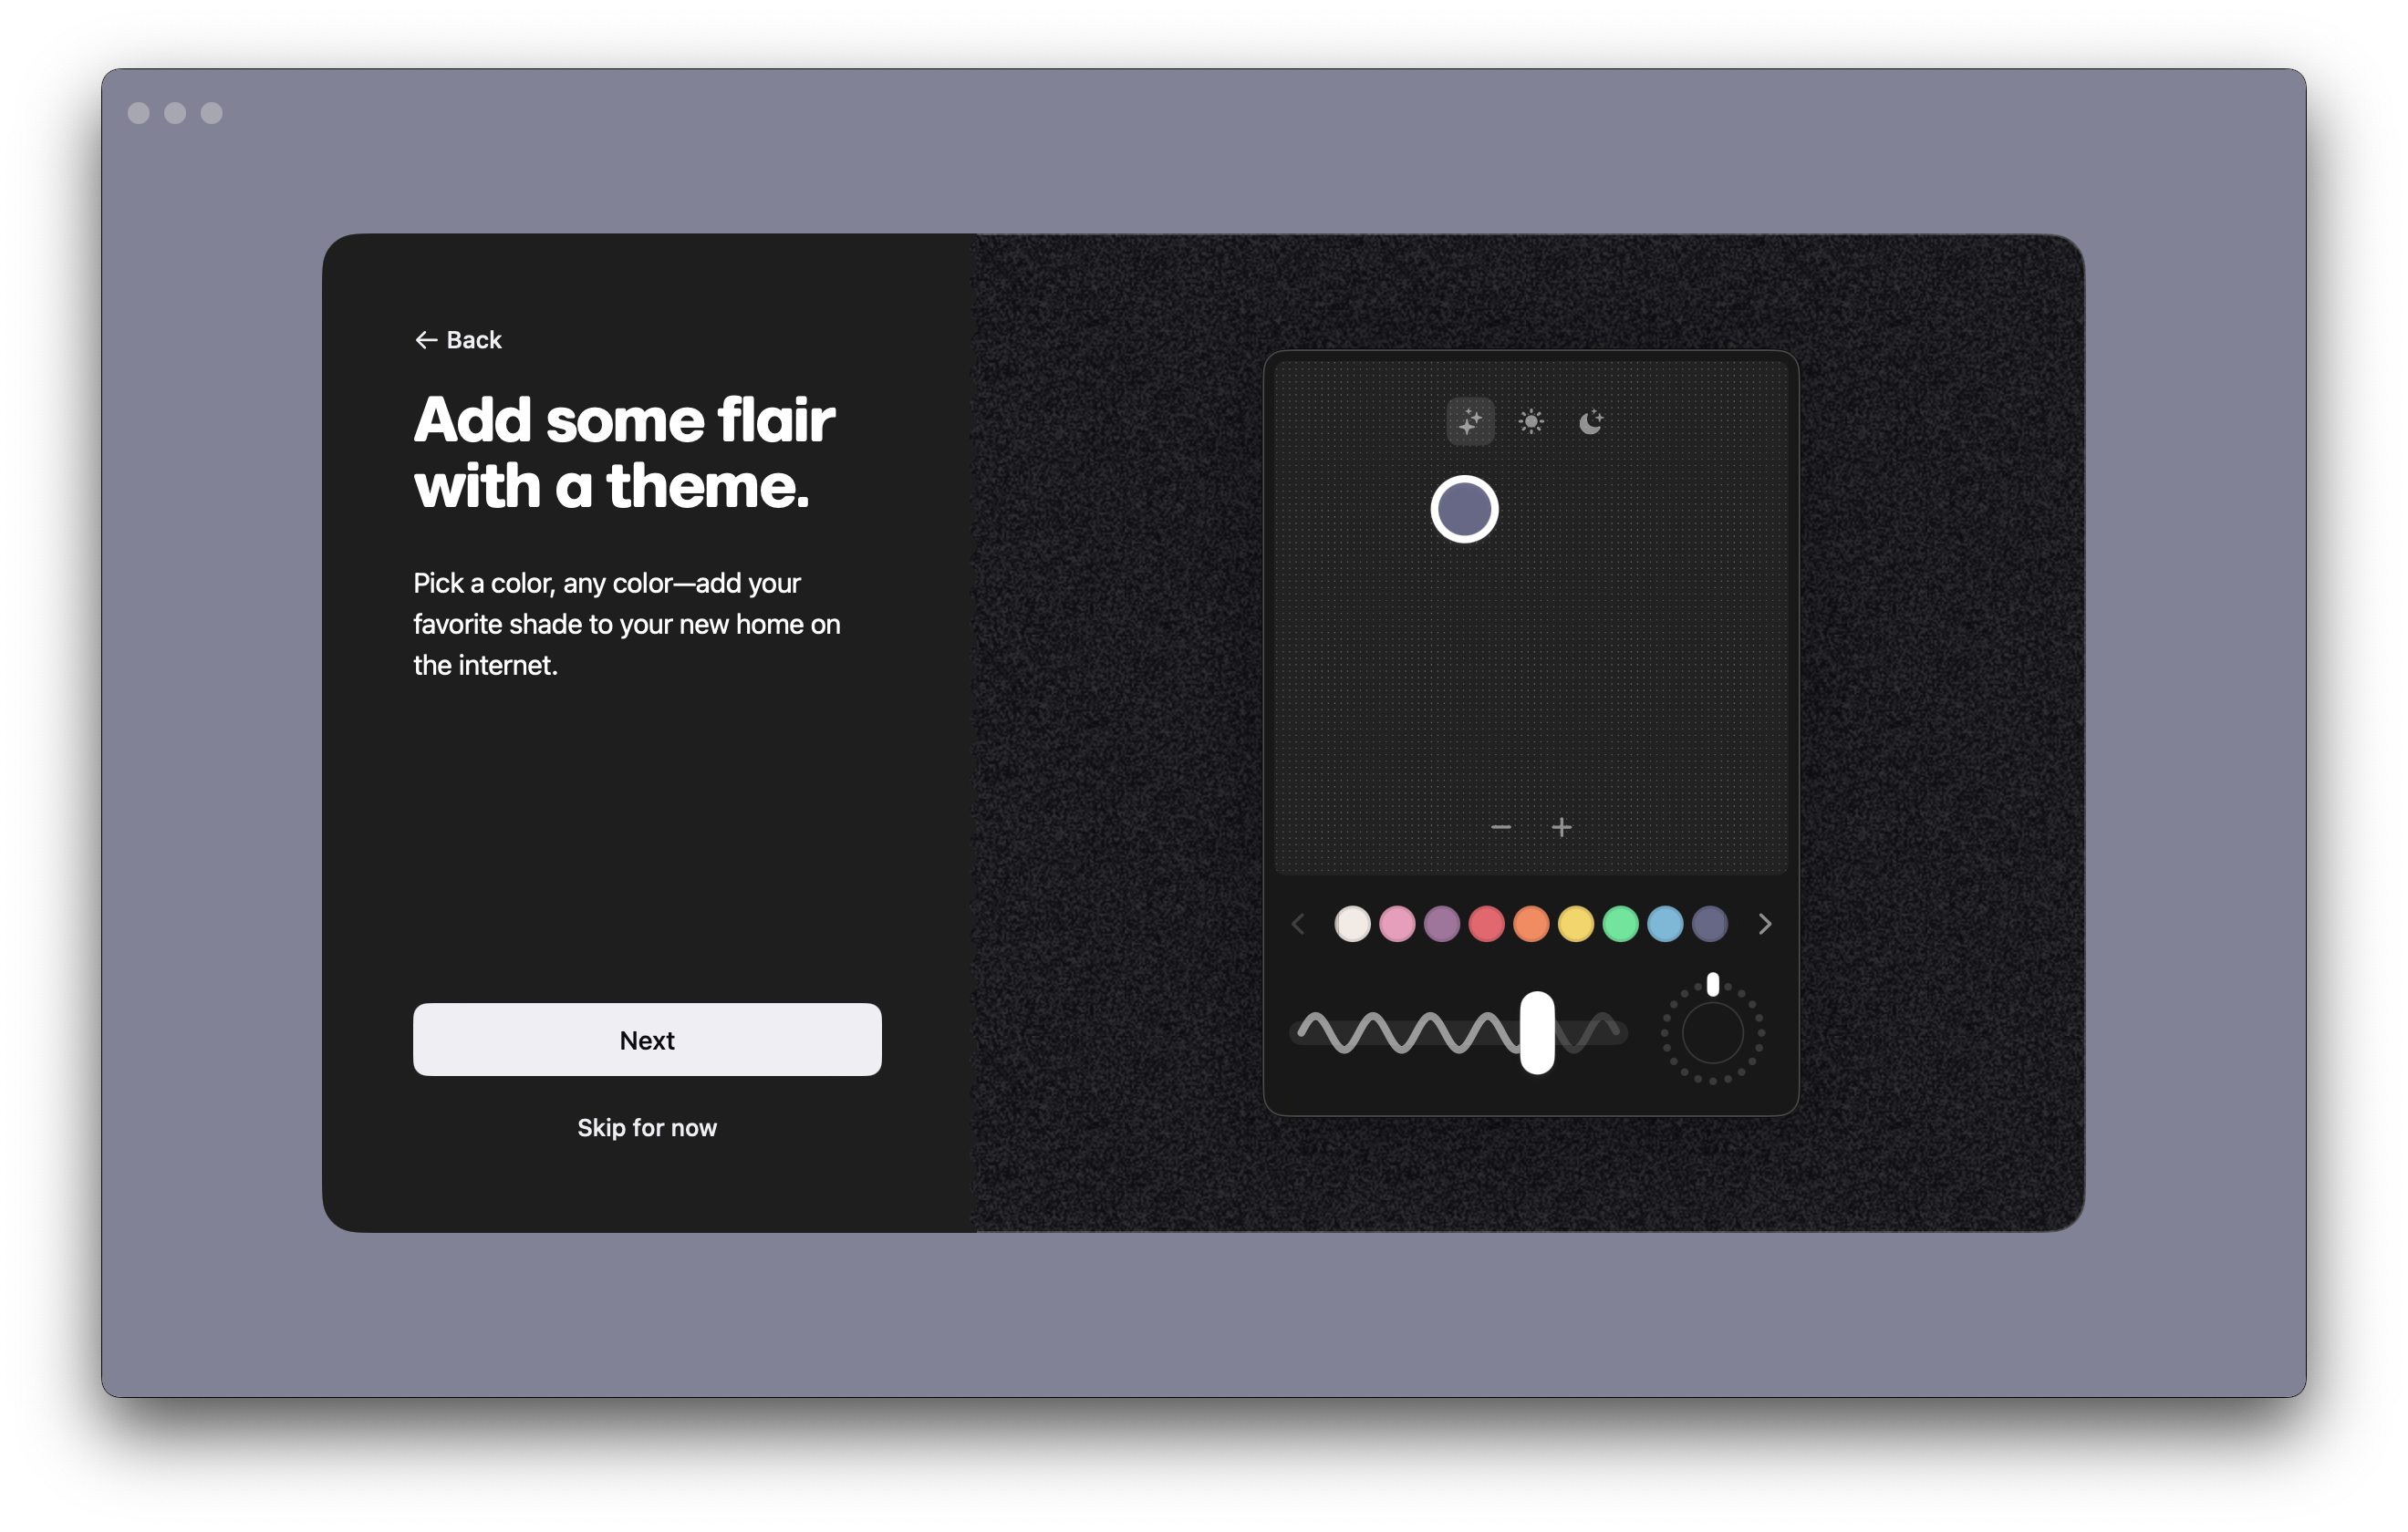 Back
Add some flair
with a theme.
Pick a color, any color—add your
favorite shade to your new home on
the internet.
Next
Skip for now